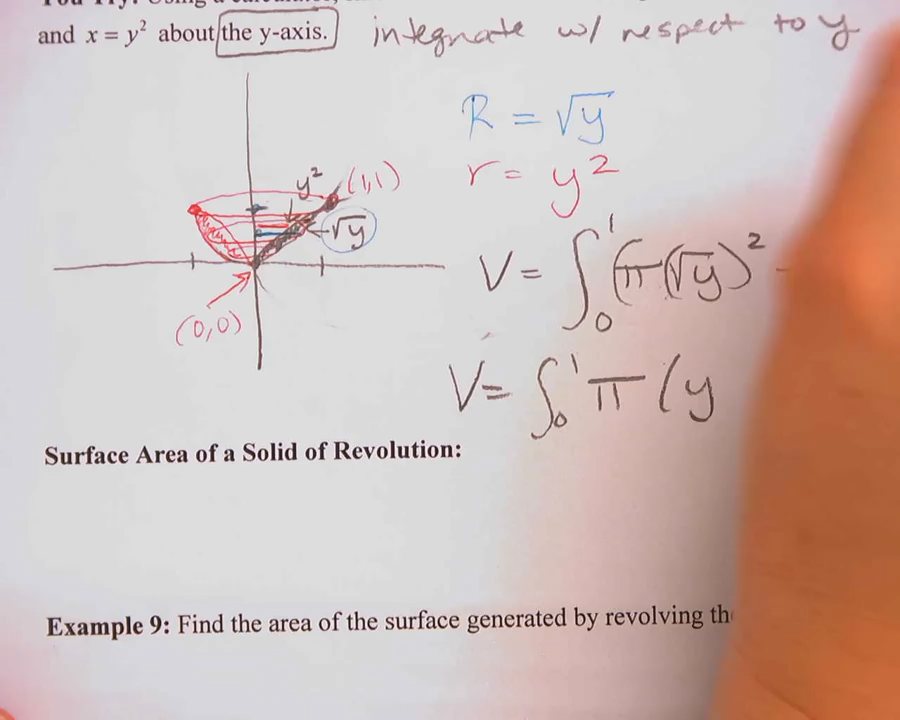 and x = y² about the y-axis. integrate w/ respect to y
R = √y
r = y²
y² (1,1)
√y
V = ∫₀¹ (π(√y)²
(0,0)
V = ∫₀¹ π (y
Surface Area of a Solid of Revolution:
Example 9: Find the area of the surface generated by revolving